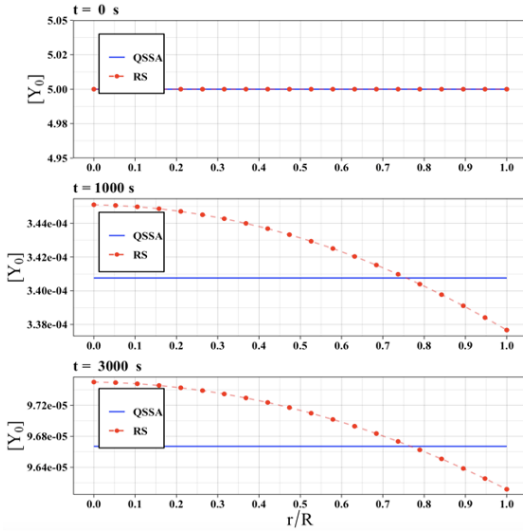 t = 0 s
[Y0]
5.05
5.02
5.00
4.98
4.95
QSSA
RS
0.0 0.1 0.2 0.3 0.4 0.5 0.6 0.7 0.8 0.9 1.0
t = 1000 s
[Y0]
3.44e-04
3.42e-04
3.40e-04
3.38e-04
QSSA
RS
0.0 0.1 0.2 0.3 0.4 0.5 0.6 0.7 0.8 0.9 1.0
t = 3000 s
[Y0]
9.72e-05
9.68e-05
9.64e-05
QSSA
RS
0.0 0.1 0.2 0.3 0.4 0.5 0.6 0.7 0.8 0.9 1.0
r/R